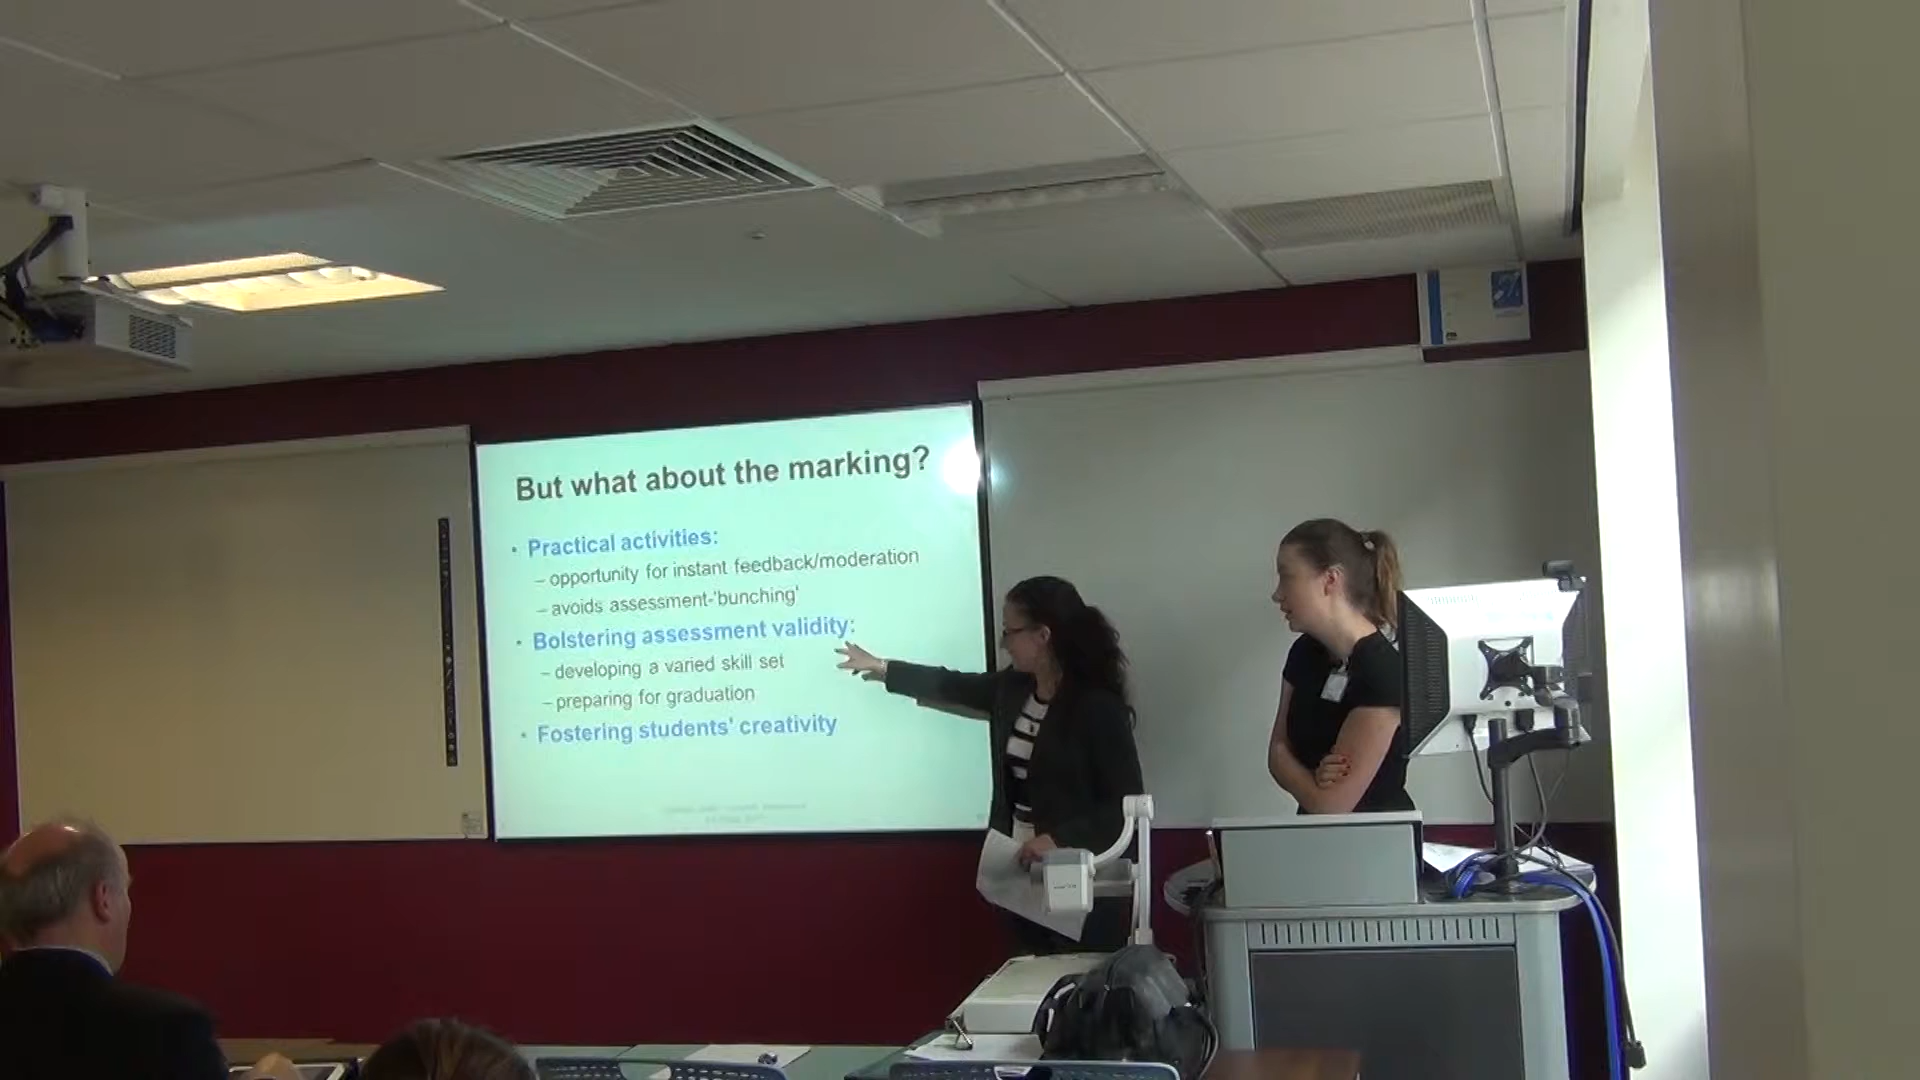 But what about the marking?
• Practical activities:
– opportunity for instant feedback/moderation
– avoids assessment-'bunching'
• Bolstering assessment validity:
– developing a varied skill set
– preparing for graduation
• Fostering students' creativity